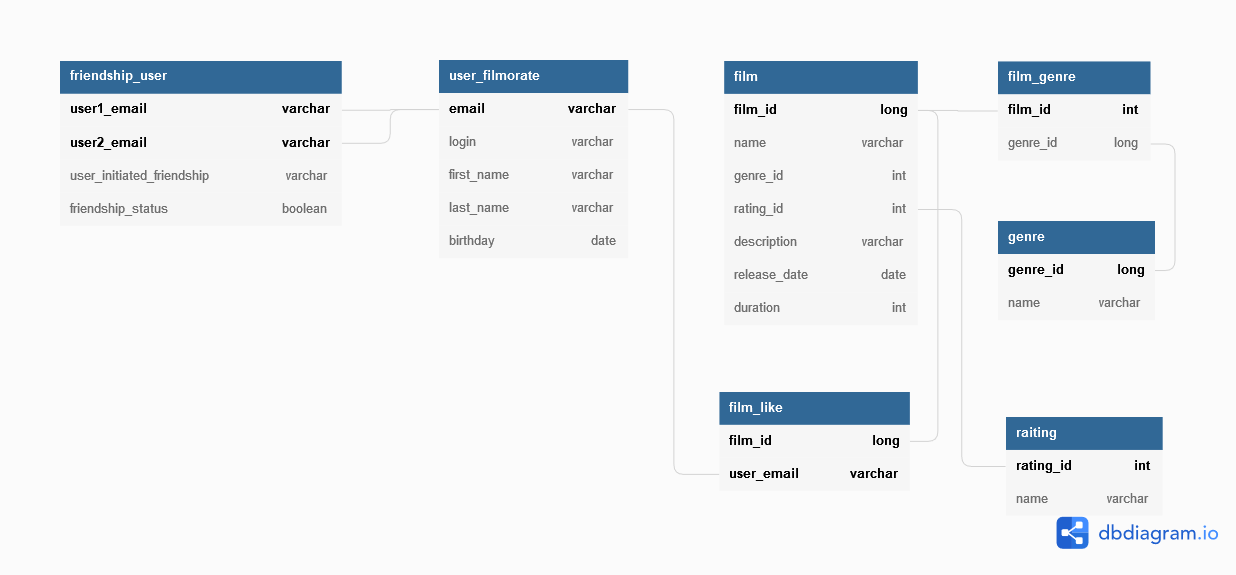 friendship_user
user1_email varchar
user2_email varchar
user_initiated_friendship varchar
friendship_status boolean
user_filmorate
email varchar
login varchar
first_name varchar
last_name varchar
birthday date
film
film_id long
name varchar
genre_id int
rating_id int
description varchar
release_date date
duration int
film_genre
film_id int
genre_id long
genre
genre_id long
name varchar
film_like
film_id long
user_email varchar
raiting
rating_id int
name varchar
dbdiagram.io